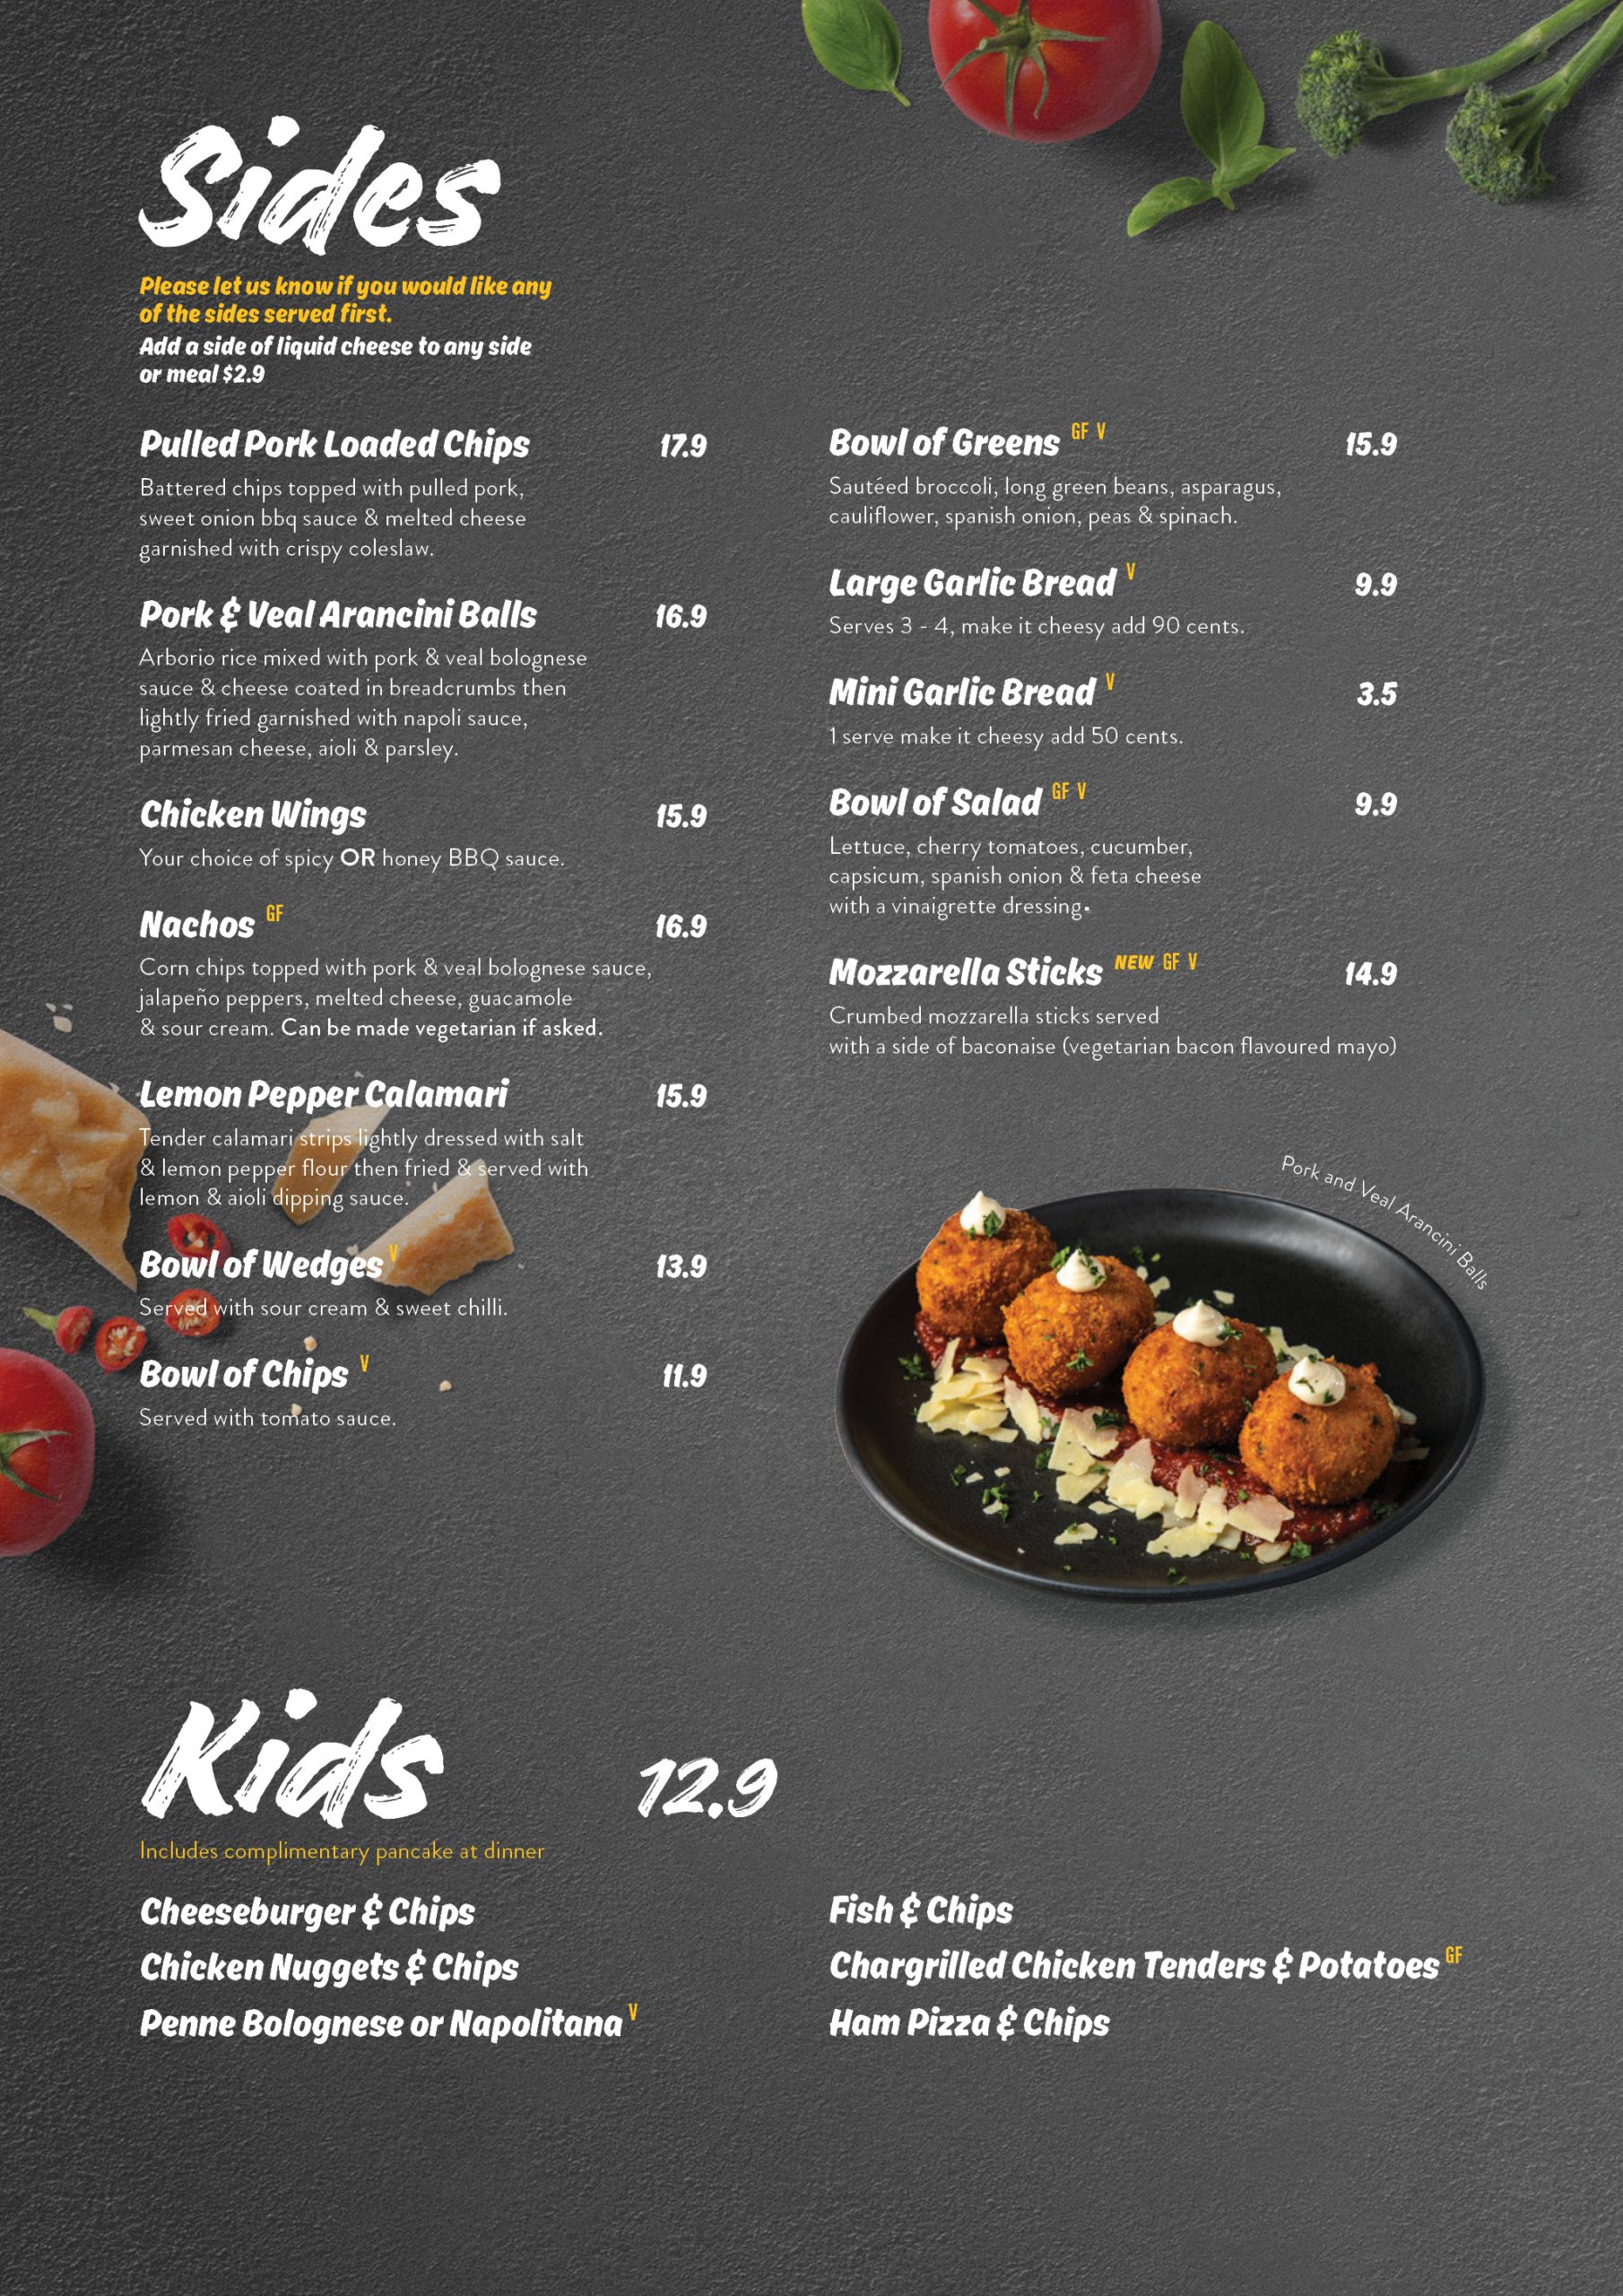 Sides
Please let us know if you would like any
of the sides served first.
Add a side of liquid cheese to any side
or meal $2.9
Pulled Pork Loaded Chips 17.9
Battered chips topped with pulled pork,
sweet onion bbq sauce & melted cheese
garnished with crispy coleslaw.
Pork & Veal Arancini Balls 16.9
Arborio rice mixed with pork & veal bolognese
sauce & cheese coated in breadcrumbs then
lightly fried garnished with napoli sauce,
parmesan cheese, aioli & parsley.
Chicken Wings 15.9
Your choice of spicy OR honey BBQ sauce.
Nachos GF 16.9
Corn chips topped with pork & veal bolognese sauce,
jalapeño peppers, melted cheese, guacamole
& sour cream. Can be made vegetarian if asked.
Lemon Pepper Calamari 15.9
Tender calamari strips lightly dressed with salt
& lemon pepper flour then fried & served with
lemon & aioli dipping sauce.
Bowl of Wedges V 13.9
Served with sour cream & sweet chilli.
Bowl of Chips V 11.9
Served with tomato sauce.
Bowl of Greens GF V 15.9
Sautéed broccoli, long green beans, asparagus,
cauliflower, spanish onion, peas & spinach.
Large Garlic Bread V 9.9
Serves 3 - 4, make it cheesy add 90 cents.
Mini Garlic Bread V 3.5
1 serve make it cheesy add 50 cents.
Bowl of Salad GF V 9.9
Lettuce, cherry tomatoes, cucumber,
capsicum, spanish onion & feta cheese
with a vinaigrette dressing.
Mozzarella Sticks NEW GF V 14.9
Crumbed mozzarella sticks served
with a side of baconaise (vegetarian bacon flavoured mayo)
Pork and Veal Arancini Balls
Kids 12.9
Includes complimentary pancake at dinner
Cheeseburger & Chips
Chicken Nuggets & Chips
Penne Bolognese or Napolitana V
Fish & Chips
Chargrilled Chicken Tenders & Potatoes GF
Ham Pizza & Chips